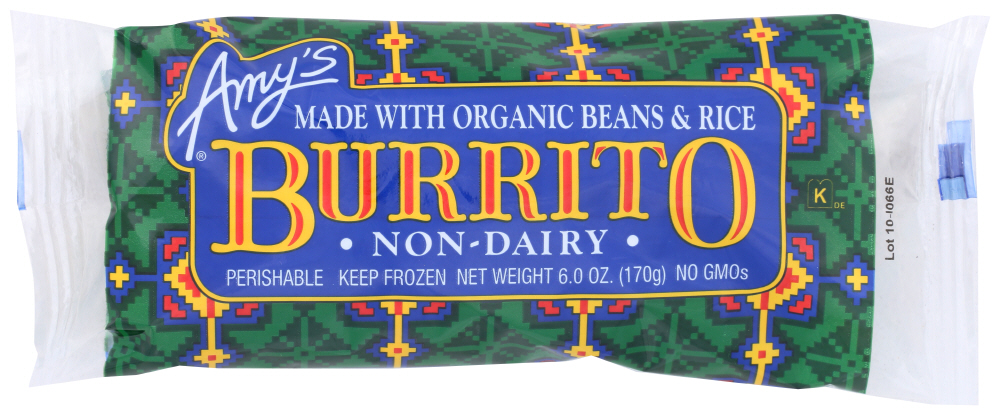 Amy's
®
MADE WITH ORGANIC BEANS & RICE
BURRITO
• NON-DAIRY •
PERISHABLE KEEP FROZEN NET WEIGHT 6.0 OZ. (170g) NO GMOs
K DE
Lot 10-I066E